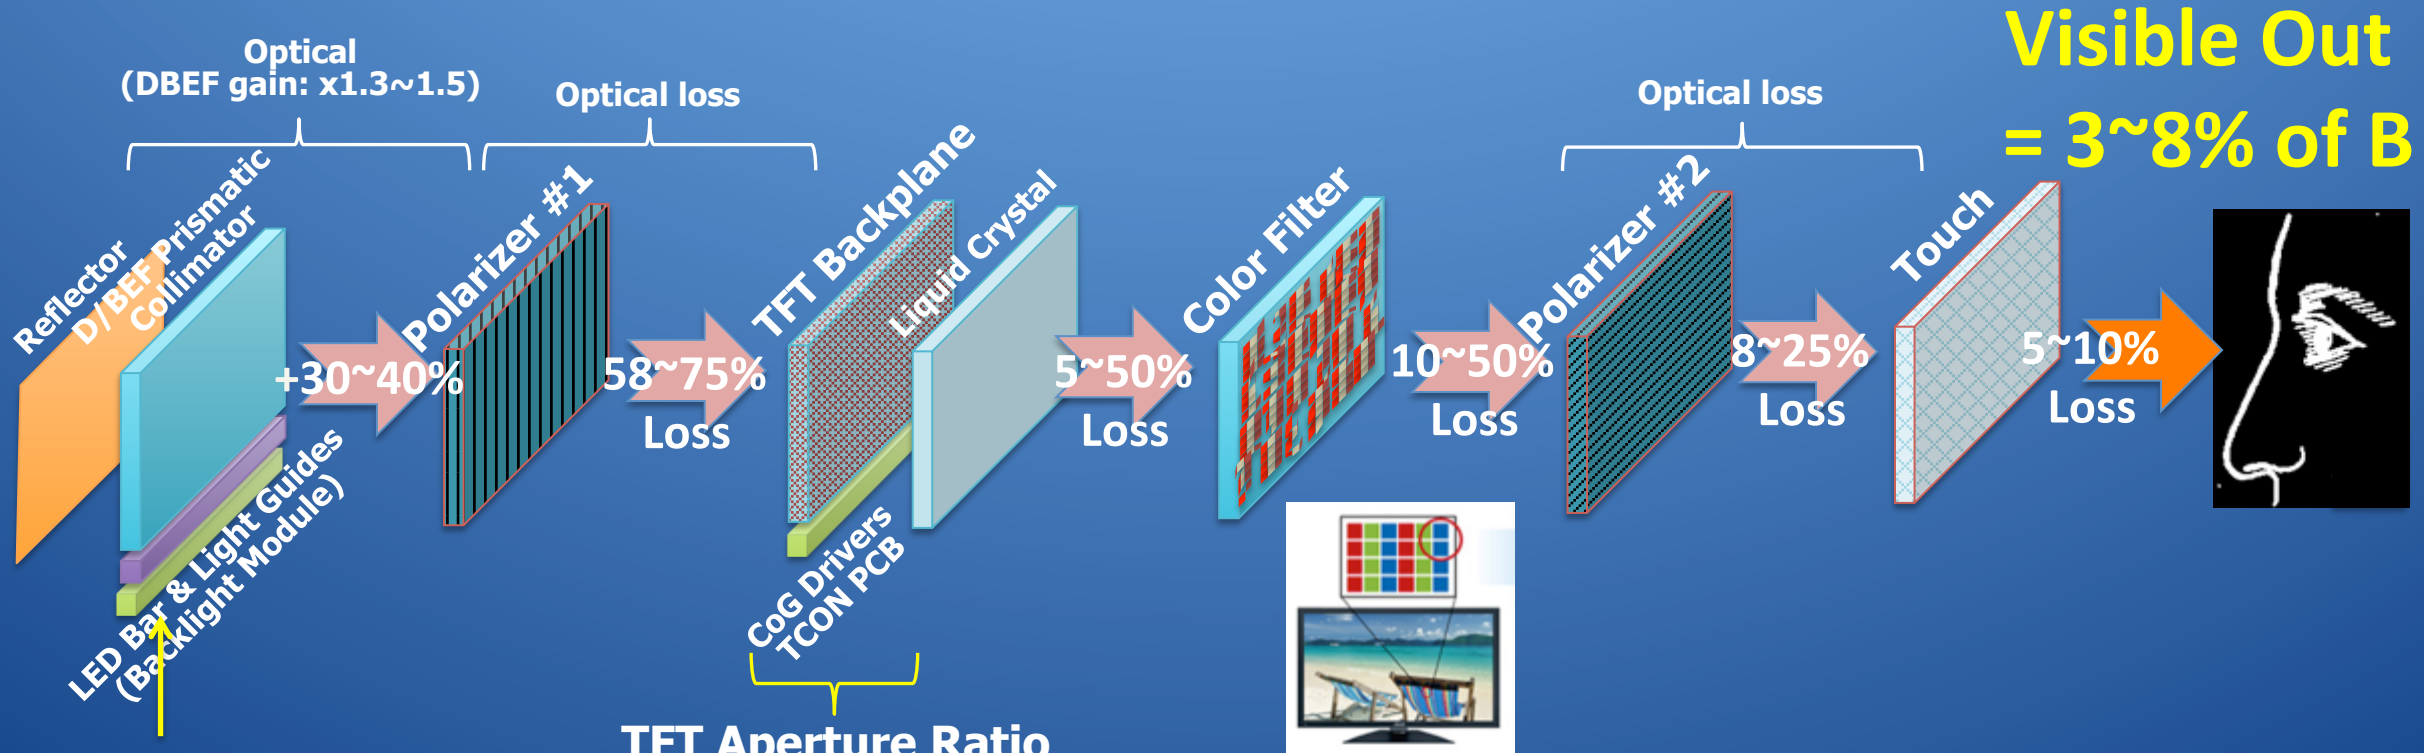 Optical
(DBEF gain: x1.3~1.5)
Optical loss
Optical loss
Visible Out
= 3~8% of B
Reflector
D/BEF Prismatic
Collimator
Polarizer #1
TFT Backplane
Liquid Crystal
Color Filter
Polarizer #2
Touch
+30~40%
58~75%
Loss
5~50%
Loss
10~50%
Loss
8~25%
Loss
5~10%
Loss
LED Bar & Light Guides
(Backlight Module)
CoG Drivers
TCON PCB
TFT Aperture Ratio